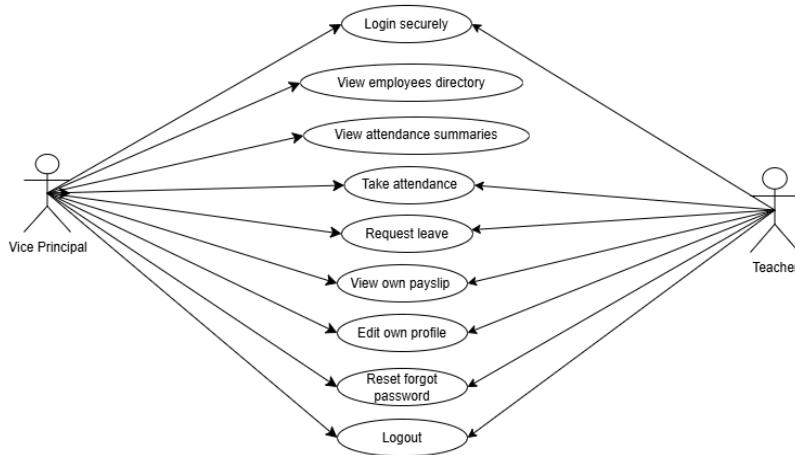 Login securely
View employees directory
View attendance summaries
Take attendance
Request leave
Vice Principal
View own payslip
Teacher
Edit own profile
Reset forgot
password
Logout